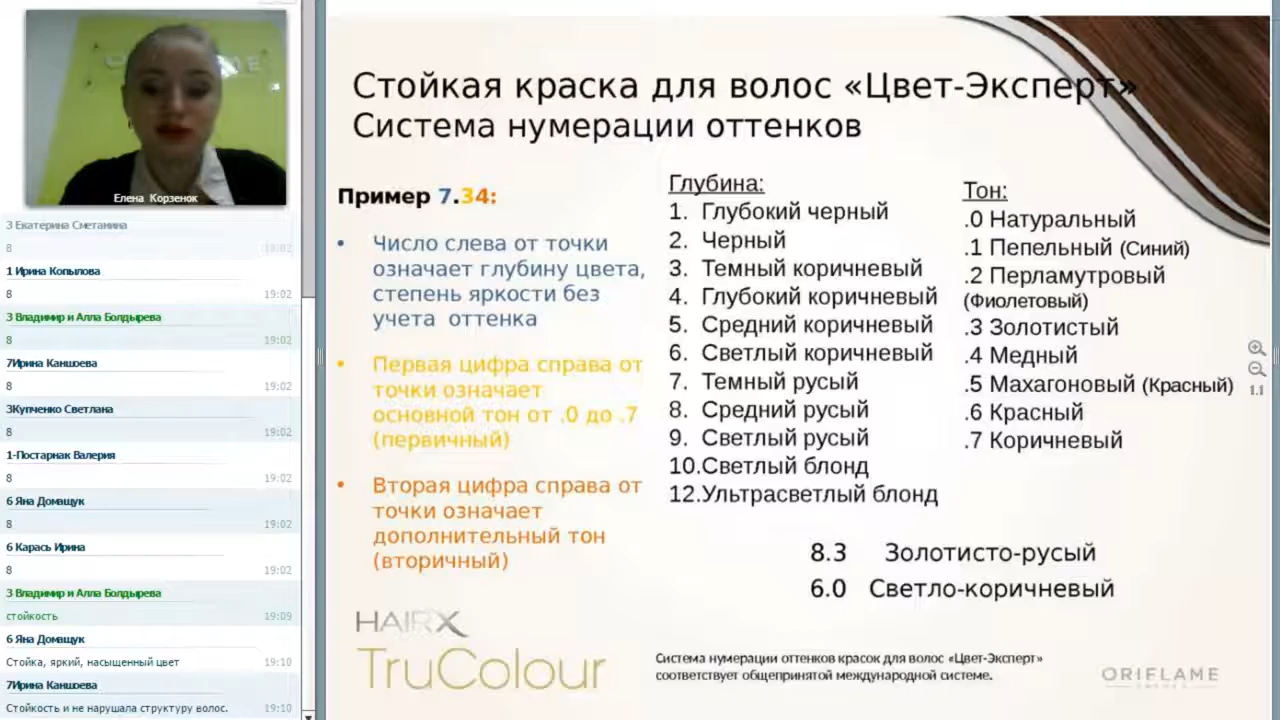 Елена Корзенок
3 Екатерина Сметанина
8 19:02
1 Ирина Копылова
8 19:02
3 Владимир и Алла Болдырева
8 19:02
7Ирина Каншоева
8 19:02
3Купченко Светлана
8 19:02
1-Постарнак Валерия
8 19:02
6 Яна Домащук
8 19:02
6 Карась Ирина
8 19:02
3 Владимир и Алла Болдырева
стойкость 19:09
6 Яна Домащук
Стойка, яркий, насыщенный цвет 19:10
7Ирина Каншоева
Стойкость и не нарушала структуру волос. 19:10
Стойкая краска для волос «Цвет-Эксперт»
Система нумерации оттенков
Пример 7.34:
• Число слева от точки
означает глубину цвета,
степень яркости без
учета оттенка
• Первая цифра справа от
точки означает
основной тон от .0 до .7
(первичный)
• Вторая цифра справа от
точки означает
дополнительный тон
(вторичный)
Глубина:
1. Глубокий черный
2. Черный
3. Темный коричневый
4. Глубокий коричневый
5. Средний коричневый
6. Светлый коричневый
7. Темный русый
8. Средний русый
9. Светлый русый
10.Светлый блонд
12.Ультрасветлый блонд
Тон:
.0 Натуральный
.1 Пепельный (Синий)
.2 Перламутровый
(Фиолетовый)
.3 Золотистый
.4 Медный
.5 Махагоновый (Красный)
.6 Красный
.7 Коричневый
8.3 Золотисто-русый
6.0 Светло-коричневый
HAIRX
TruColour
Система нумерации оттенков красок для волос «Цвет-Эксперт»
соответствует общепринятой международной системе.
ORIFLAME
1:1